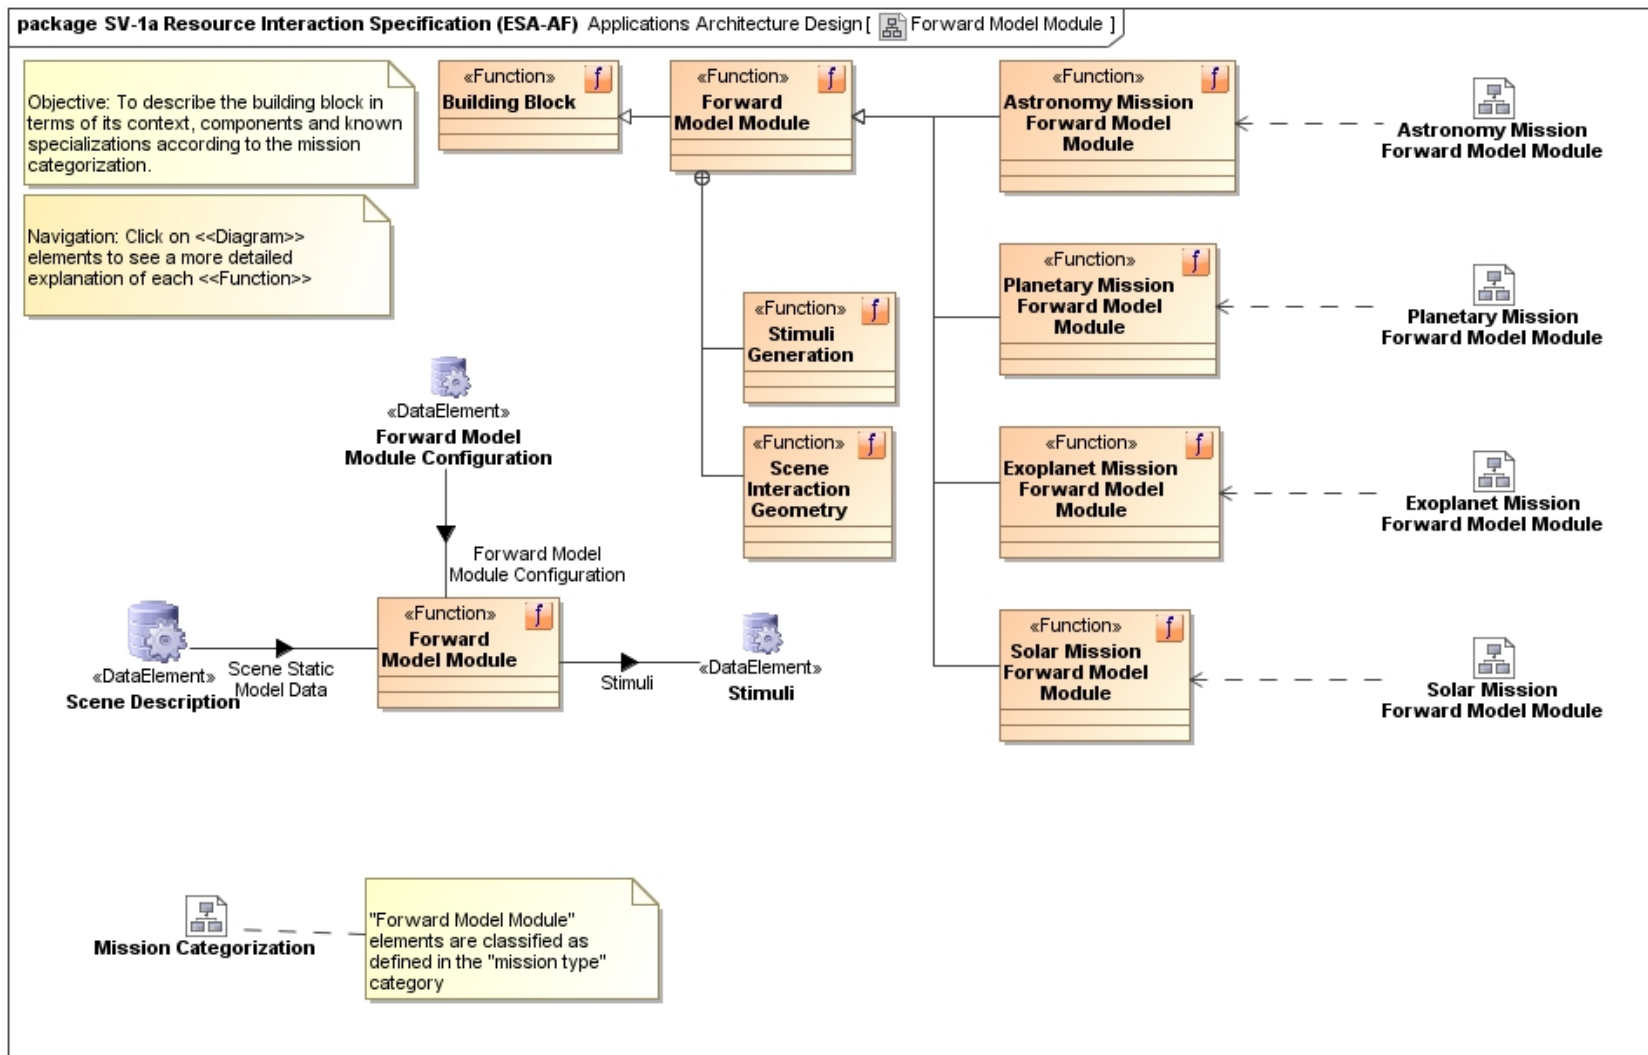 package SV-1a Resource Interaction Specification (ESA-AF) Applications Architecture Design [ Forward Model Module ]
Objective: To describe the building block in
terms of its context, components and known
specializations according to the mission
categorization.
Navigation: Click on <<Diagram>>
elements to see a more detailed
explanation of each <<Function>>
«Function»
f
Building Block
«Function»
f
Forward
Model Module
«Function»
f
Astronomy Mission
Forward Model
Module
Astronomy Mission
Forward Model Module
«Function»
f
Planetary Mission
Forward Model
Module
Planetary Mission
Forward Model Module
«Function»
f
Stimuli
Generation
«Function»
f
Scene
Interaction
Geometry
«Function»
f
Exoplanet Mission
Forward Model
Module
Exoplanet Mission
Forward Model Module
«Function»
f
Solar Mission
Forward Model
Module
Solar Mission
Forward Model Module
«DataElement»
Forward Model
Module Configuration
Forward Model
Module Configuration
«DataElement»
Scene Description
Scene Static
Model Data
«Function»
f
Forward
Model Module
Stimuli
«DataElement»
Stimuli
Mission Categorization
"Forward Model Module"
elements are classified as
defined in the "mission type"
category